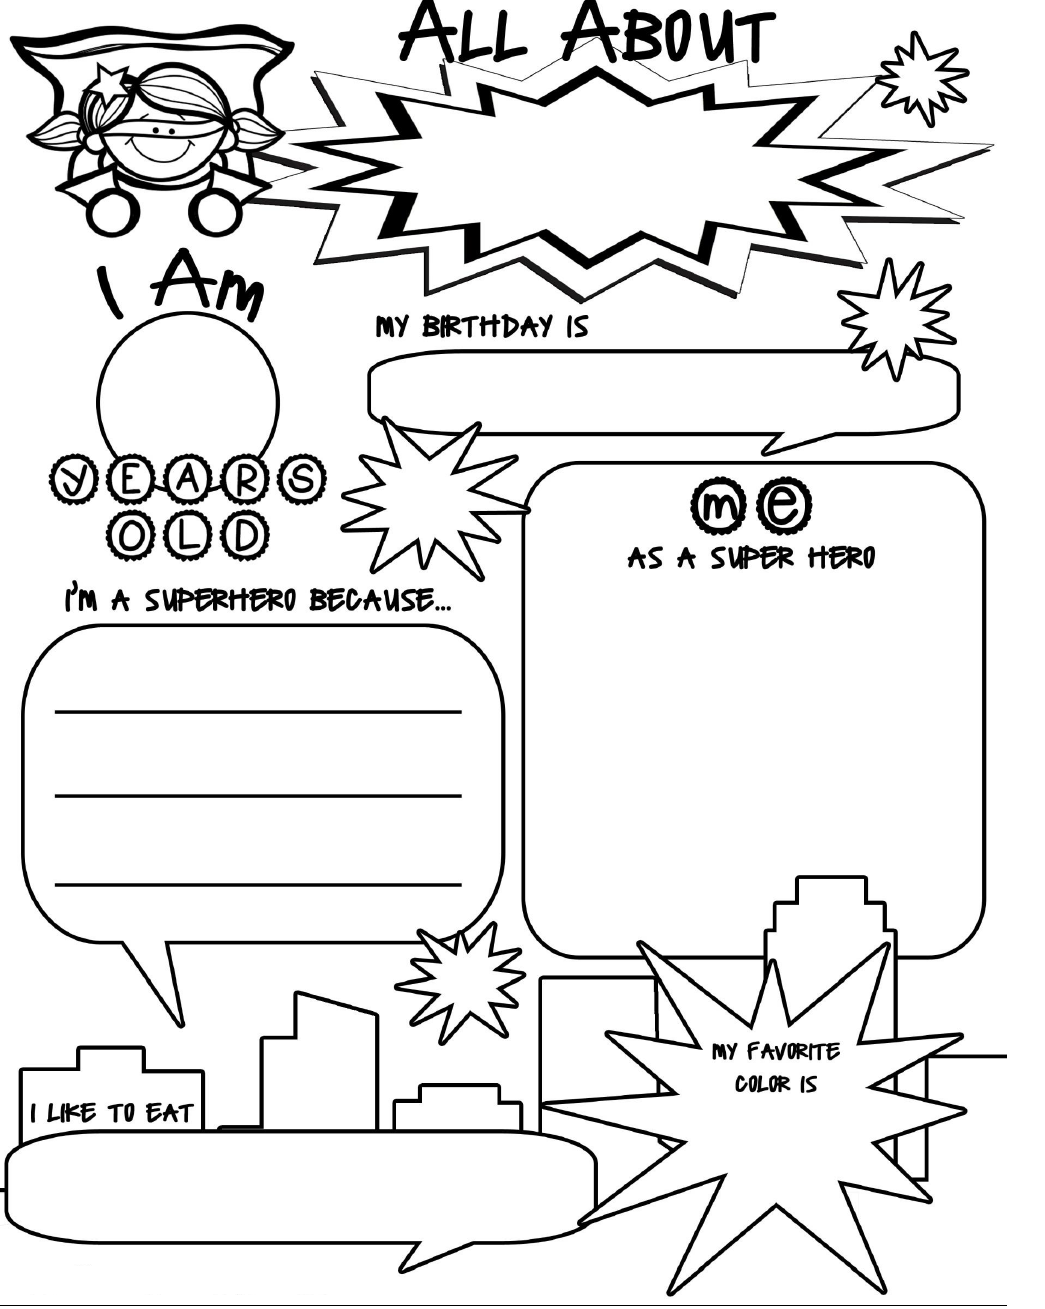 ALL ABOUT
I AM
MY BIRTHDAY IS
YEARS
OLD
me
AS A SUPER HERO
I'M A SUPERHERO BECAUSE...
MY FAVORITE
COLOR IS
I LIKE TO EAT